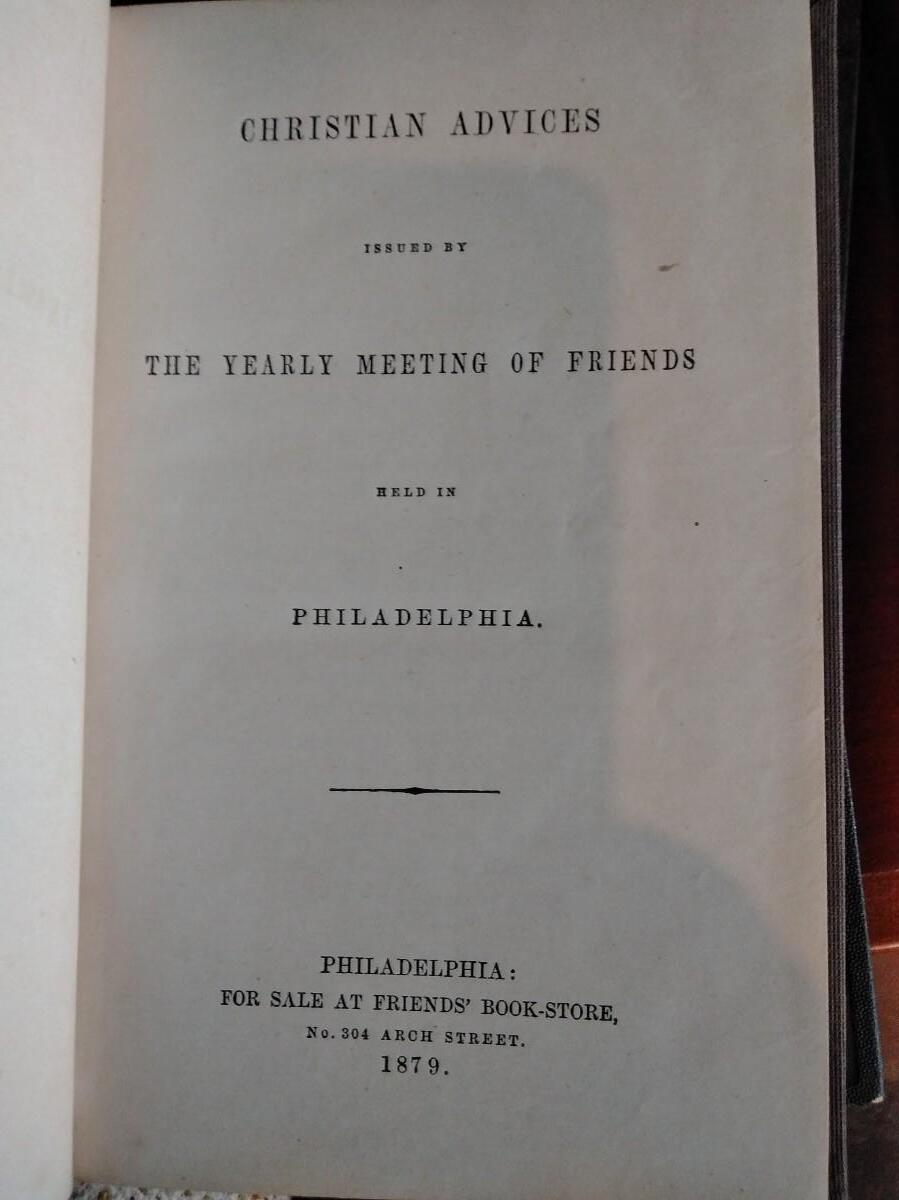 CHRISTIAN ADVICES
ISSUED BY
THE YEARLY MEETING OF FRIENDS
HELD IN
PHILADELPHIA.
PHILADELPHIA:
FOR SALE AT FRIENDS' BOOK-STORE,
No. 304 ARCH STREET.
1879.